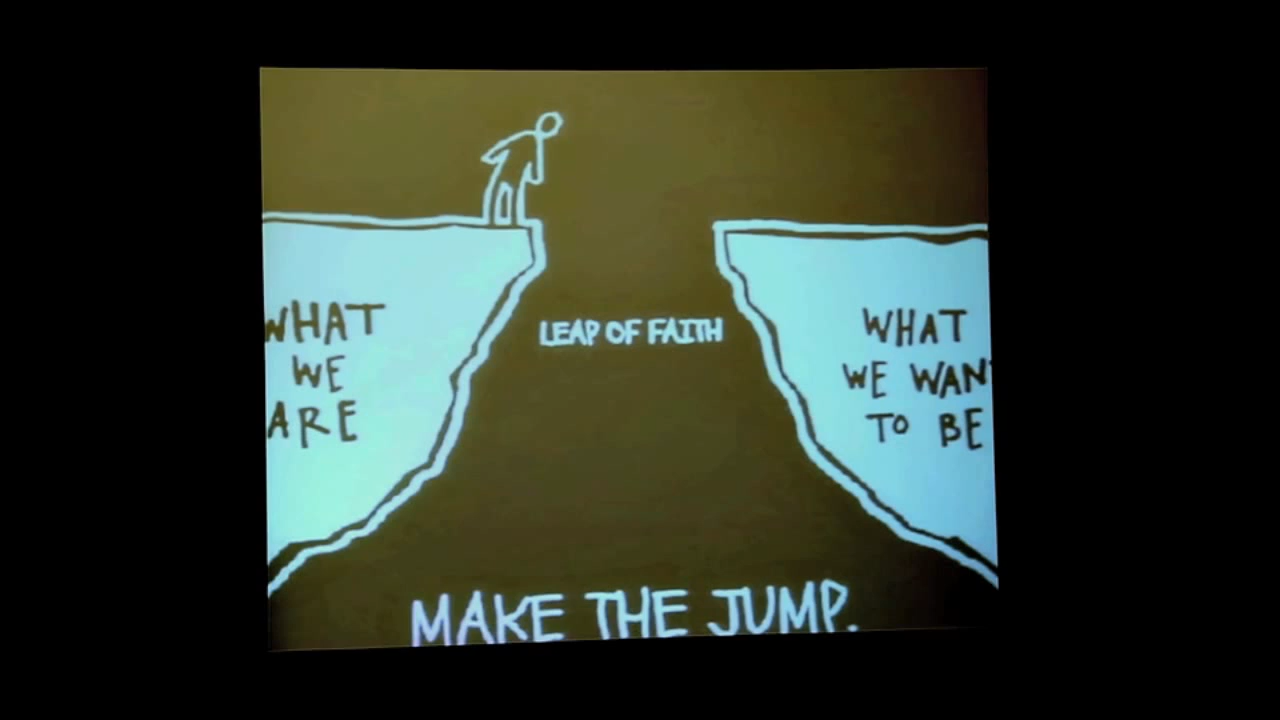 WHAT
WE
ARE
LEAP OF FAITH
WHAT
WE WANT
TO BE
MAKE THE JUMP.